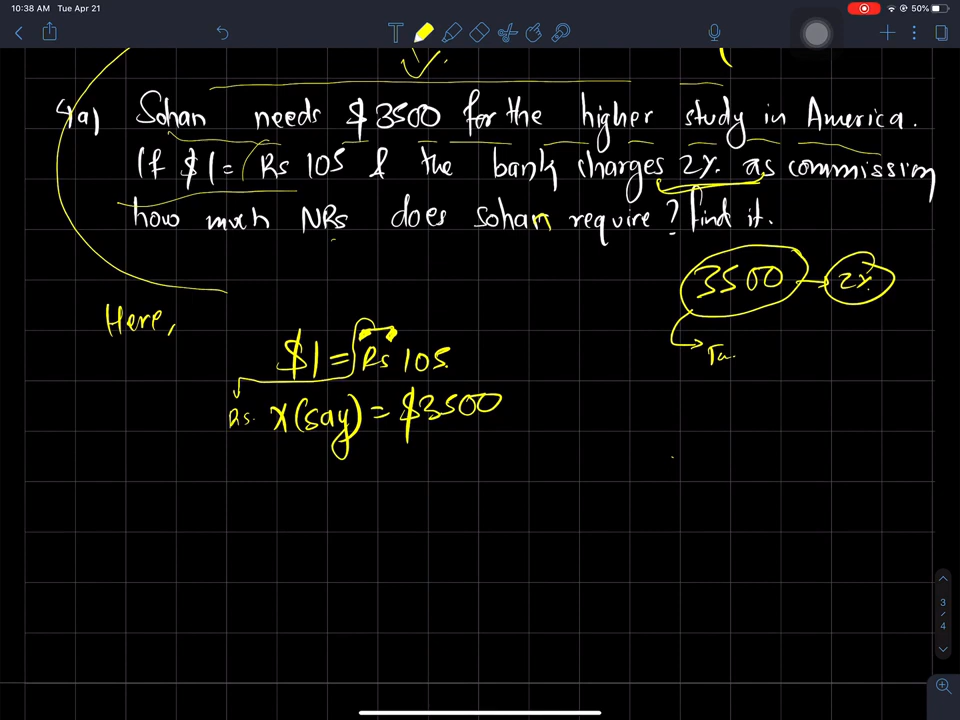 10:38 AM Tue Apr 21
50%
4a) Sohan needs $3500 for the higher study in America.
If $1 = Rs 105 & the bank charges 2% as commission
how much NRs does sohan require? Find it.
3500 2%
Ta.
Here,
$1 = Rs 105.
Rs. x(say) = $3500
3
/
4